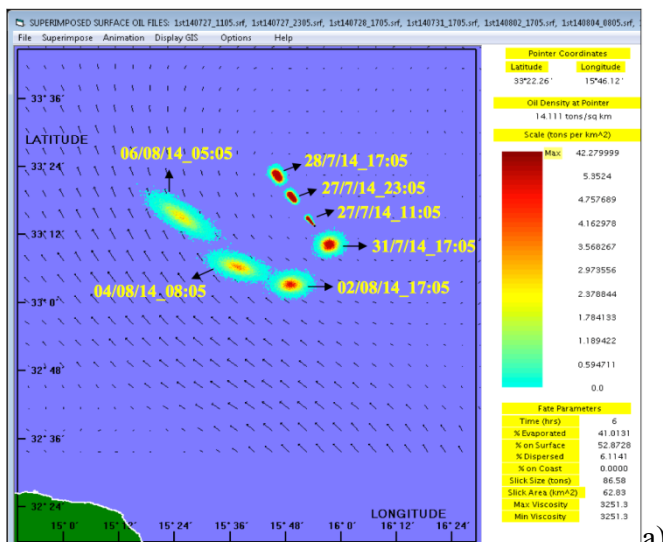 SUPERIMPOSED SURFACE OIL FILES: 1st140727_1105.srf, 1st140727_2305.srf, 1st140728_1705.srf, 1st140731_1705.srf, 1st140802_1705.srf, 1st140804_0805.srf,
File Superimpose Animation Display GIS Options Help
33° 36'
LATITUDE
33° 24'
33° 12'
33° 0'
32° 48'
32° 36'
32° 24'
06/08/14_05:05
28/7/14_17:05
27/7/14_23:05
27/7/14_11:05
31/7/14_17:05
04/08/14_08:05
02/08/14_17:05
LONGITUDE
15° 0' 15° 12' 15° 24' 15° 36' 15° 48' 16° 0' 16° 12' 16° 24'
Pointer Coordinates
Latitude Longitude
33°22.26' 15°46.12'
Oil Density at Pointer
14.111 tons/sq km
Scale (tons per km^2)
Max 42.279999
5.3524
4.757689
4.162978
3.568267
2.973556
2.378844
1.784133
1.189422
0.594711
0.0
Fate Parameters
Time (hrs) 6
% Evaporated 41.0131
% on Surface 52.8728
% Dispersed 6.1141
% on Coast 0.0000
Slick Size (tons) 86.58
Slick Area (km^2) 62.83
Max Viscosity 3251.3
Min Viscosity 3251.3
a)